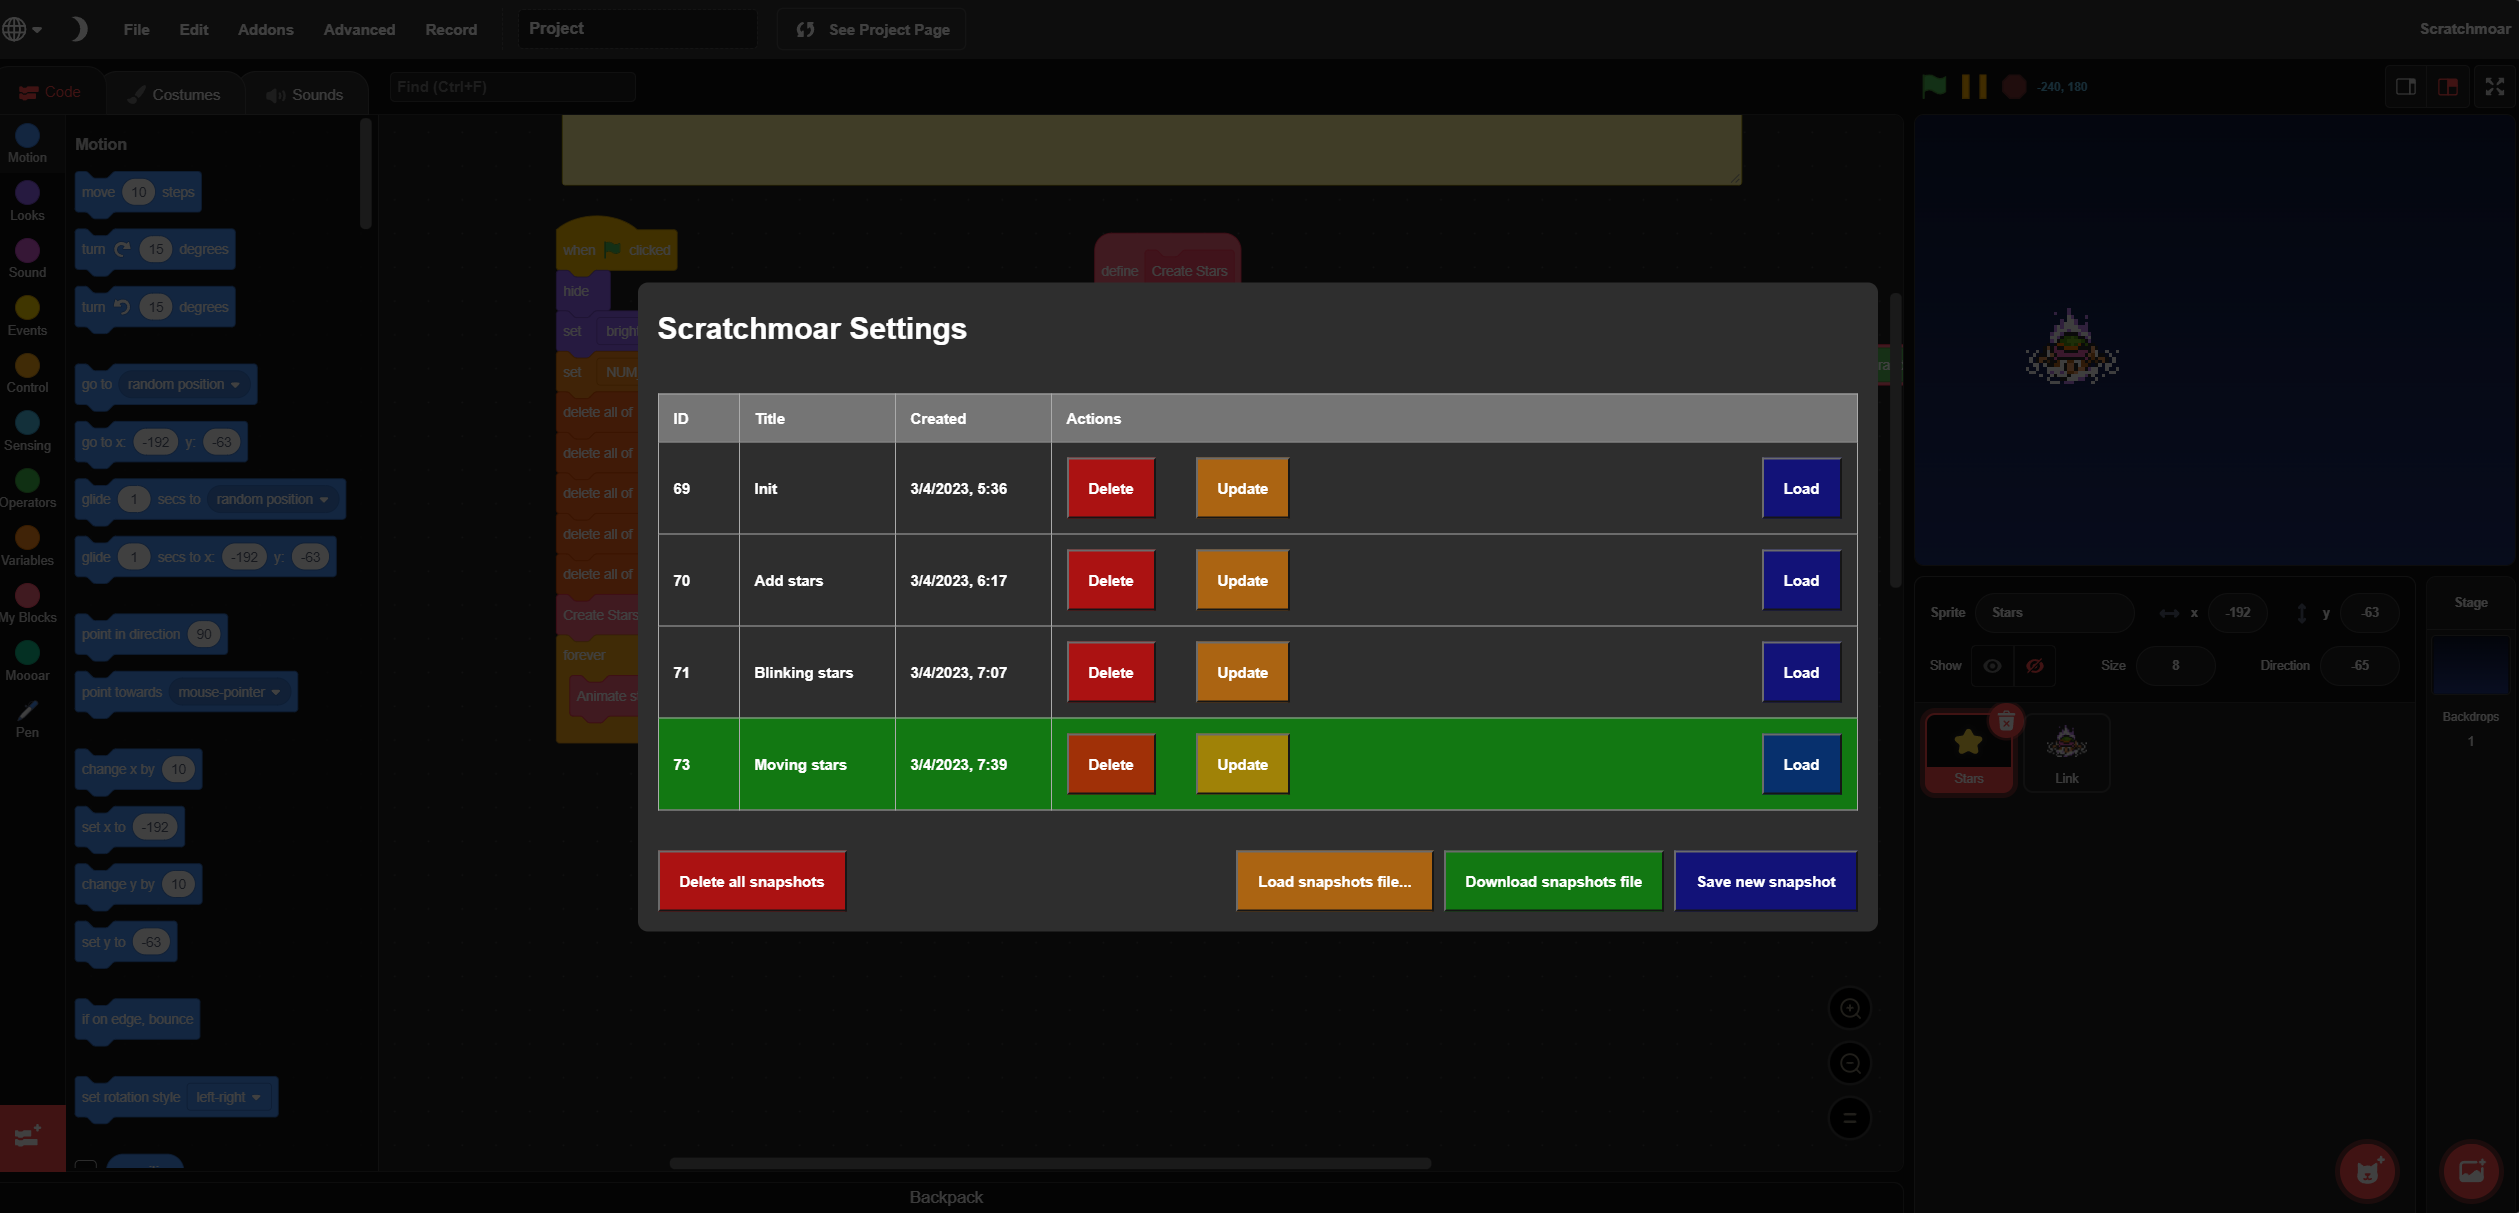 File Edit Addons Advanced Record Project See Project Page Scratchmoar
Code Costumes Sounds Find (Ctrl+F) -240, 180
Motion
Looks
Sound
Events
Control
Sensing
Operators
Variables
My Blocks
Moooar
Pen
Motion
move 10 steps
turn 15 degrees
turn 15 degrees
go to random position
go to x: -192 y: -63
glide 1 secs to random position
glide 1 secs to x: -192 y: -63
point in direction 90
point towards mouse-pointer
change x by 10
set x to -192
change y by 10
set y to -63
if on edge, bounce
set rotation style left-right
when clicked
hide
set
set NUM
delete all of
delete all of
delete all of
delete all of
delete all of
Create Stars
forever
Animate
define Create Stars
Scratchmoar Settings
ID Title Created Actions
69 Init 3/4/2023, 5:36 Delete Update Load
70 Add stars 3/4/2023, 6:17 Delete Update Load
71 Blinking stars 3/4/2023, 7:07 Delete Update Load
73 Moving stars 3/4/2023, 7:39 Delete Update Load
Delete all snapshots Load snapshots file... Download snapshots file Save new snapshot
Sprite Stars x -192 y -63
Show Size 8 Direction -65
Stars Link
Stage
Backdrops
1
Backpack